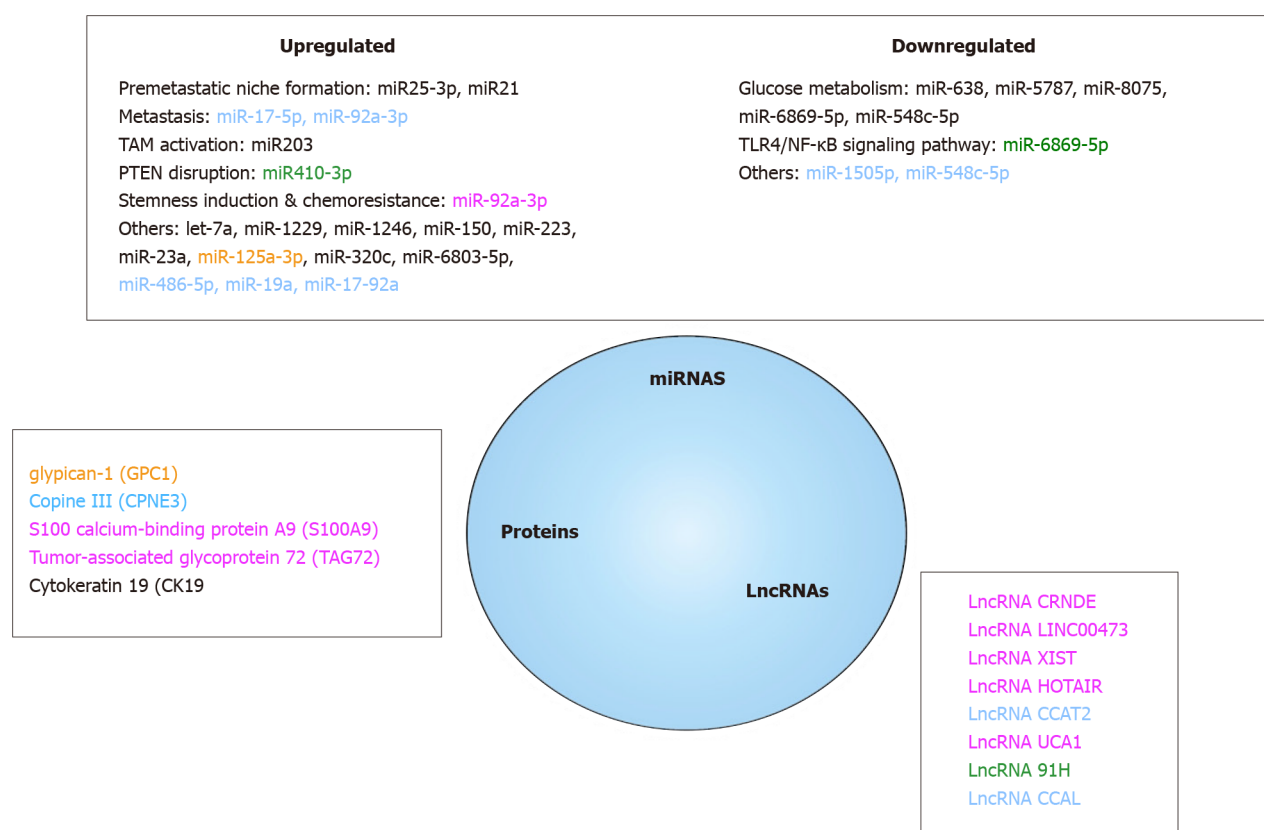 Upregulated
Premetastatic niche formation: miR25-3p, miR21
Metastasis: miR-17-5p, miR-92a-3p
TAM activation: miR203
PTEN disruption: miR410-3p
Stemness induction & chemoresistance: miR-92a-3p
Others: let-7a, miR-1229, miR-1246, miR-150, miR-223,
miR-23a, miR-125a-3p, miR-320c, miR-6803-5p,
miR-486-5p, miR-19a, miR-17-92a
Downregulated
Glucose metabolism: miR-638, miR-5787, miR-8075,
miR-6869-5p, miR-548c-5p
TLR4/NF-κB signaling pathway: miR-6869-5p
Others: miR-1505p, miR-548c-5p
miRNAS
Proteins
LncRNAs
glypican-1 (GPC1)
Copine III (CPNE3)
S100 calcium-binding protein A9 (S100A9)
Tumor-associated glycoprotein 72 (TAG72)
Cytokeratin 19 (CK19
LncRNA CRNDE
LncRNA LINC00473
LncRNA XIST
LncRNA HOTAIR
LncRNA CCAT2
LncRNA UCA1
LncRNA 91H
LncRNA CCAL